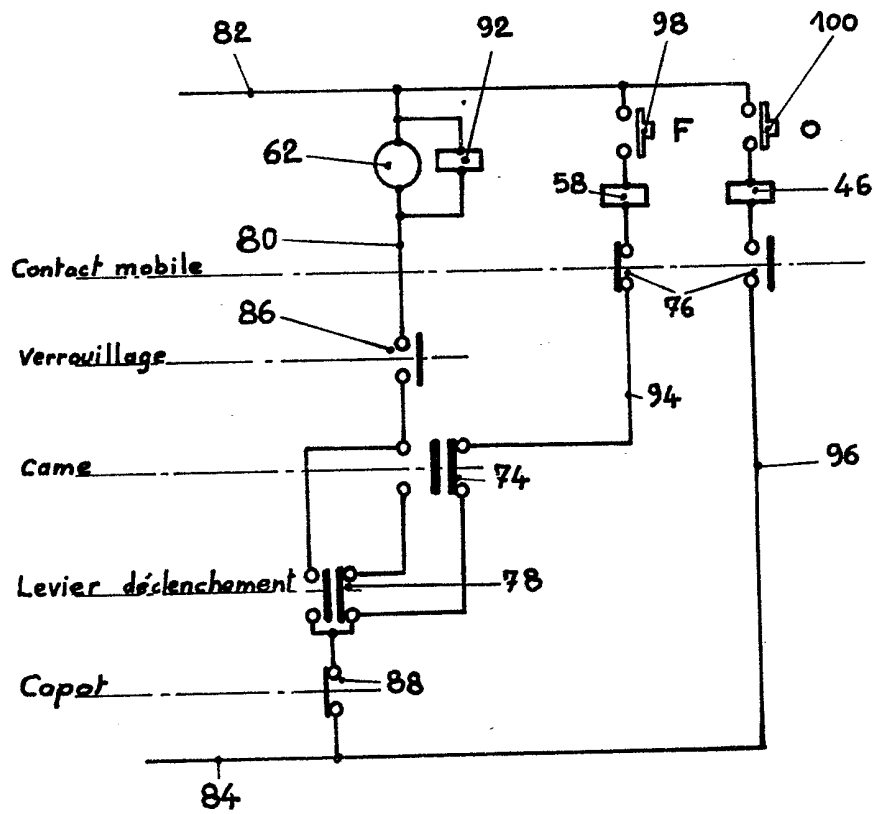 82 92 98 100
62 F O
58 46
80
Contact mobile
76
86
Verrouillage
94
96
Came
74
Levier déclenchement 78
Capot 88
84